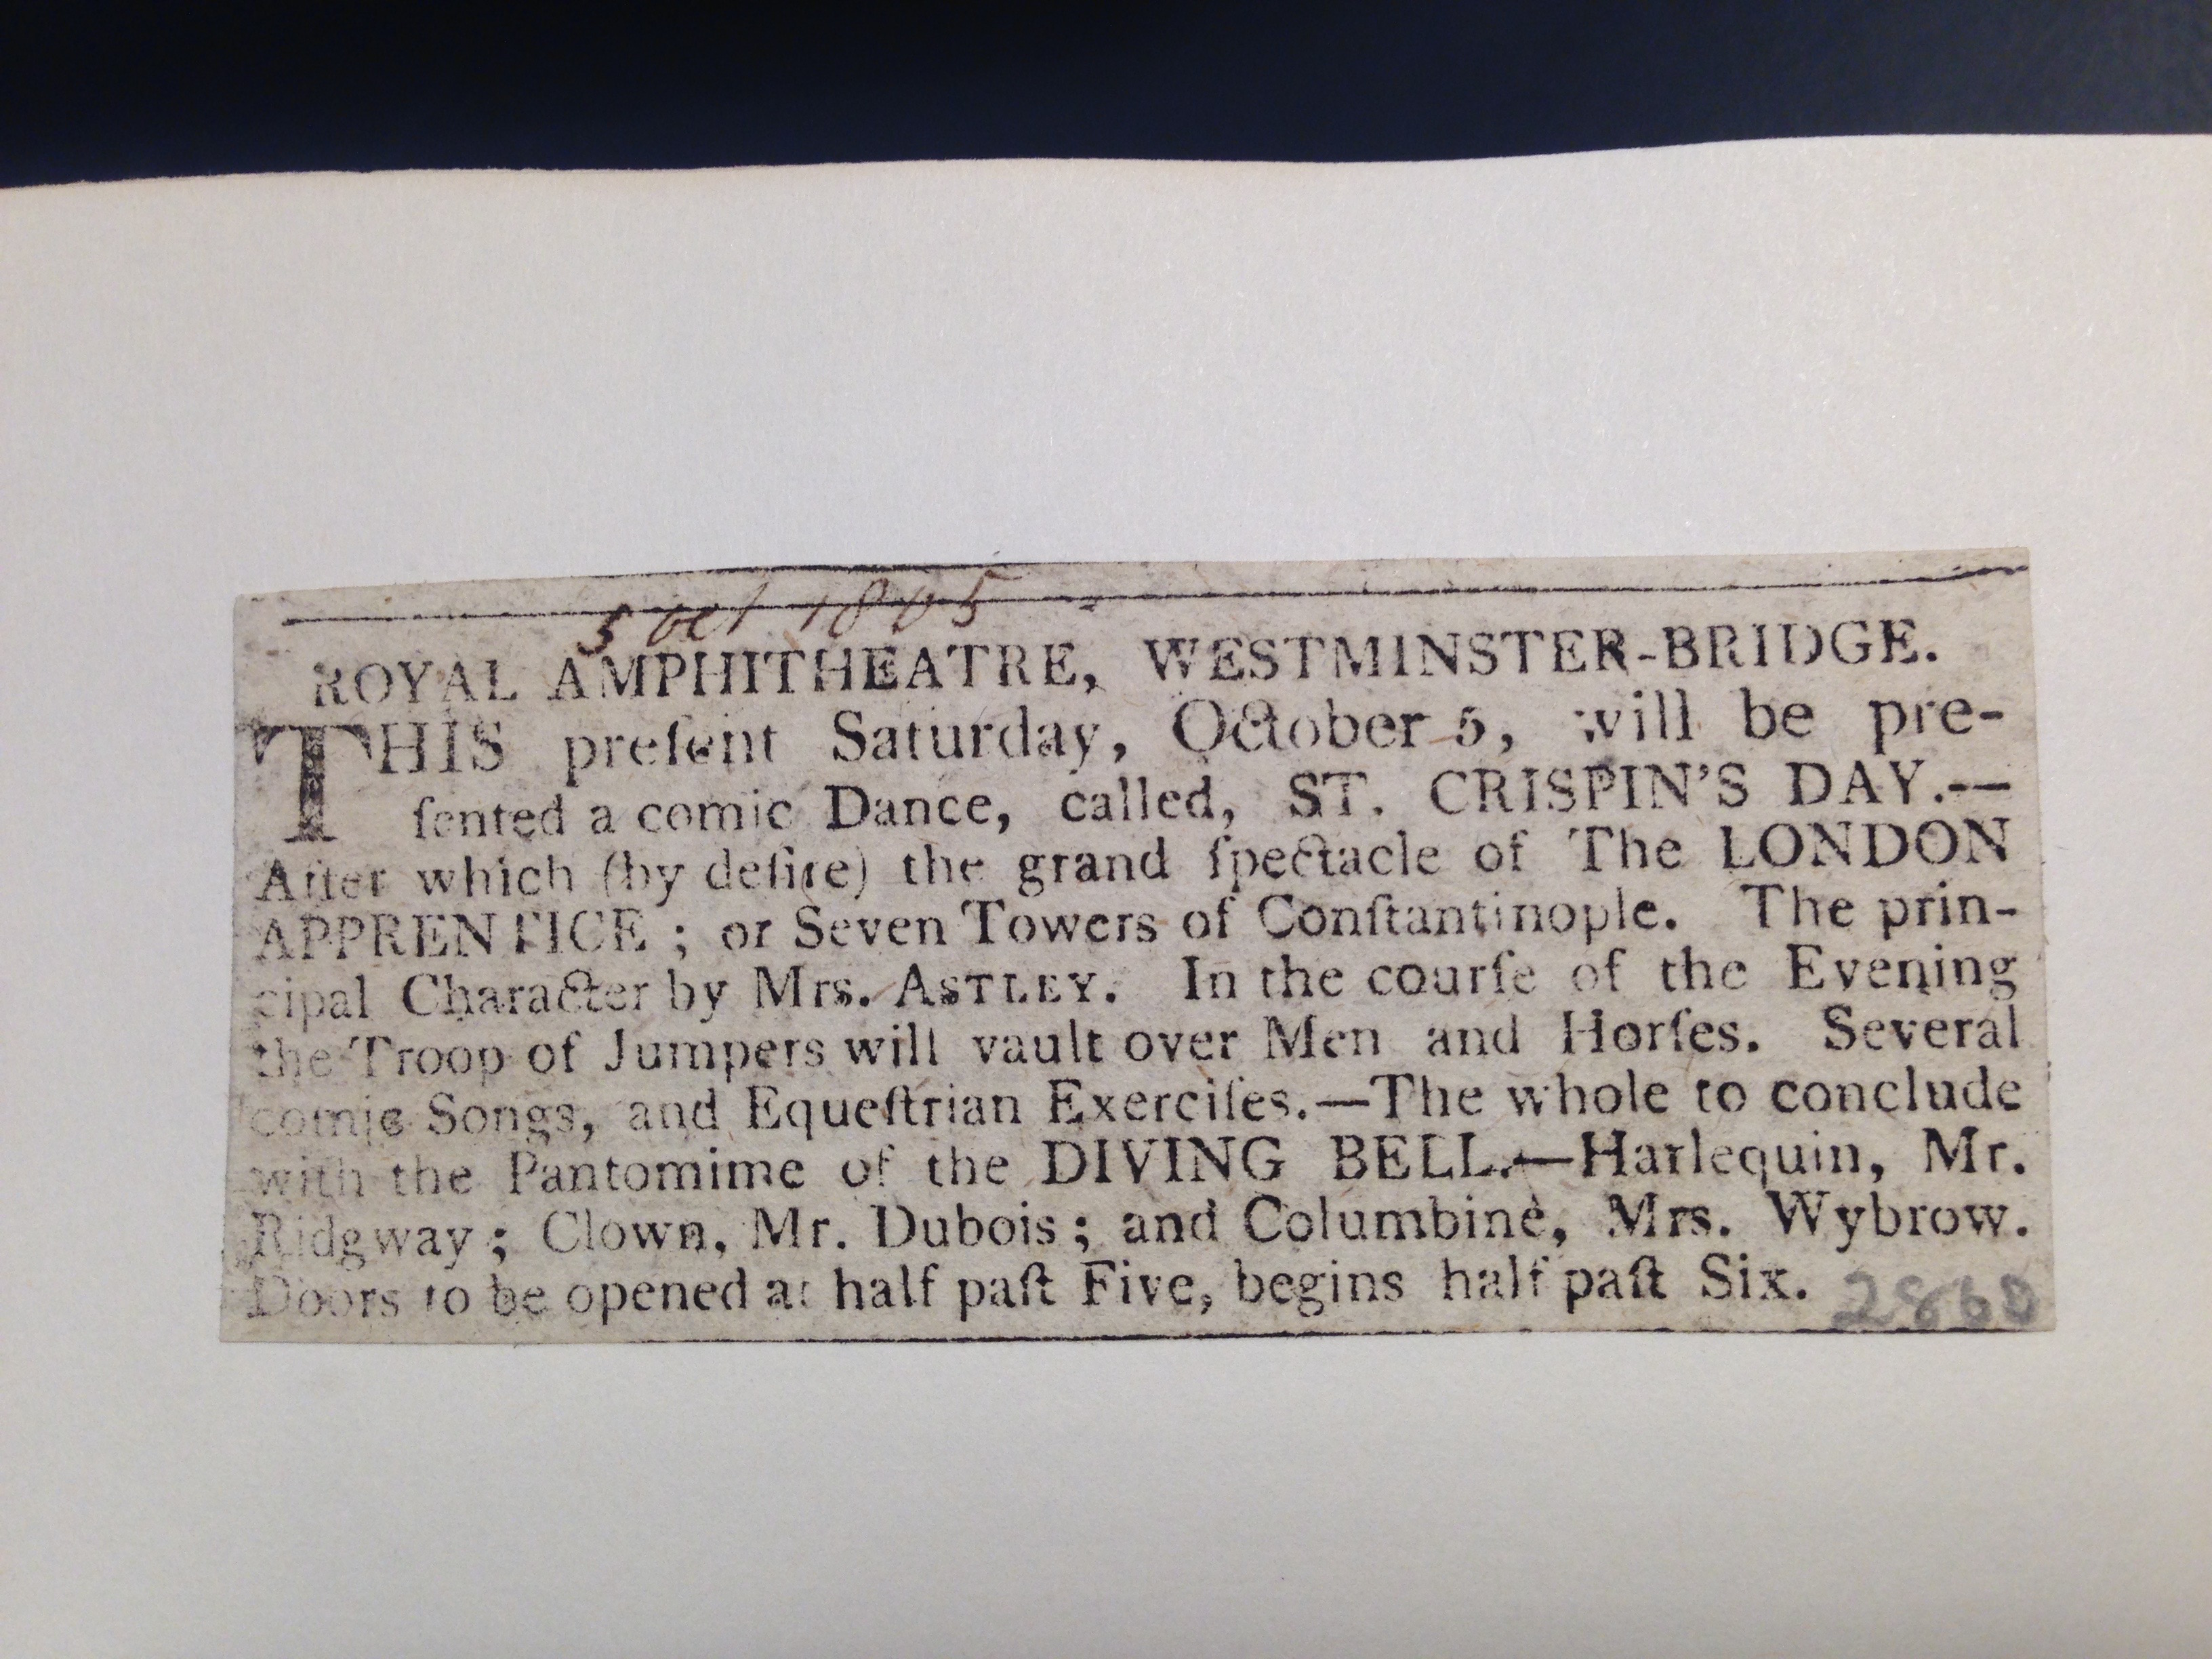 5 Oct 1805
ROYAL AMPHITHEATRE, WESTMINSTER-BRIDGE.
THIS preſent Saturday, October 5, will be pre-
ſented a comic Dance, called, ST. CRISPIN'S DAY.—
After which (by deſire) the grand ſpectacle of The LONDON
APPRENTICE ; or Seven Towers of Conſtantinople. The prin-
cipal Character by Mrs. ASTLEY. In the courſe of the Evening
the Troop of Jumpers will vault over Men and Horſes. Several
comic Songs, and Equeſtrian Exerciſes.—The whole to conclude
with the Pantomime of the DIVING BELL.—Harlequin, Mr.
Ridgway ; Clown, Mr. Dubois ; and Columbine, Mrs. Wybrow.
Doors to be opened at half paſt Five, begins half paſt Six.
2860